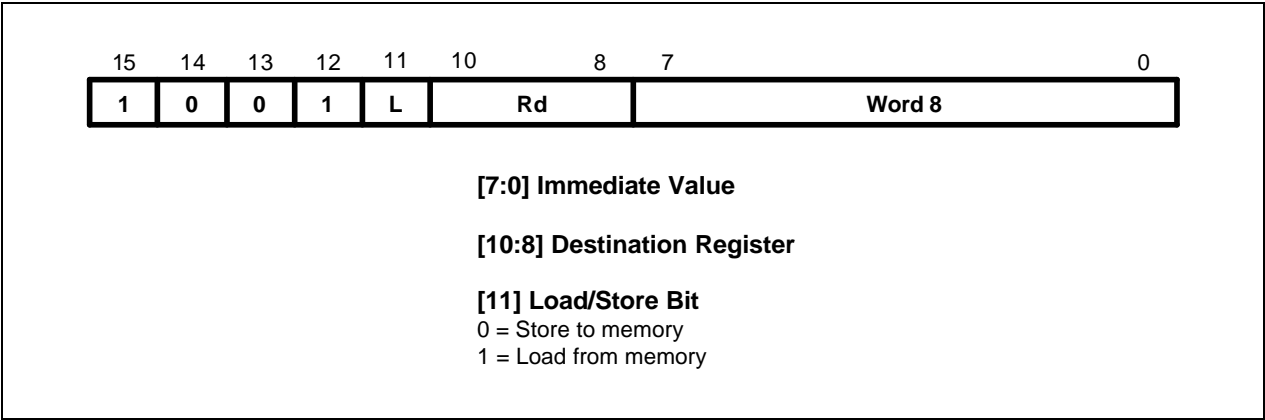 15 14 13 12 11 10 8 7 0
1 0 0 1 L Rd Word 8
[7:0] Immediate Value
[10:8] Destination Register
[11] Load/Store Bit
0 = Store to memory
1 = Load from memory